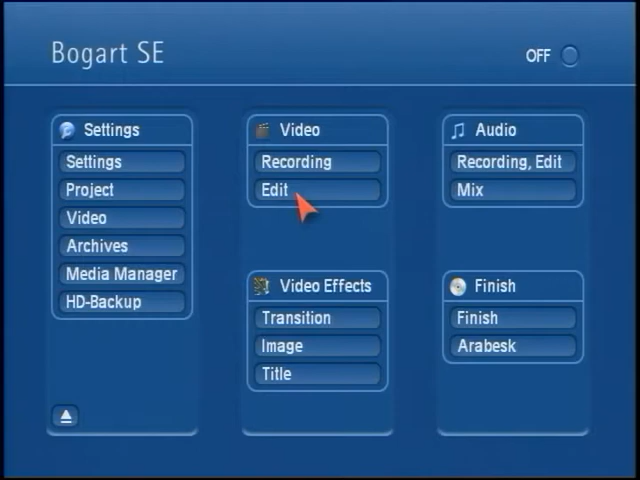 Bogart SE
OFF
Settings
Settings
Project
Video
Archives
Media Manager
HD-Backup
Video
Recording
Edit
Video Effects
Transition
Image
Title
Audio
Recording, Edit
Mix
Finish
Finish
Arabesk